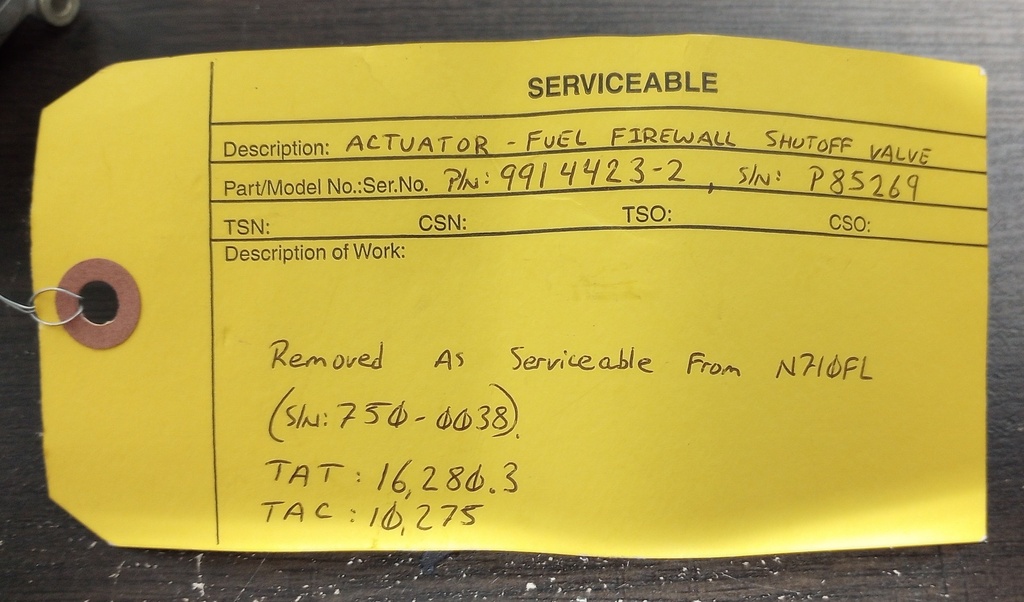 SERVICEABLE
Description: ACTUATOR - FUEL FIREWALL SHUTOFF VALVE
Part/Model No.:Ser.No. P/N: 9914423-2, S/N: P85269
TSN: CSN: TSO: CSO:
Description of Work:
Removed As Serviceable From N710FL
(S/N: 750-0038).
TAT: 16,280.3
TAC: 10,275